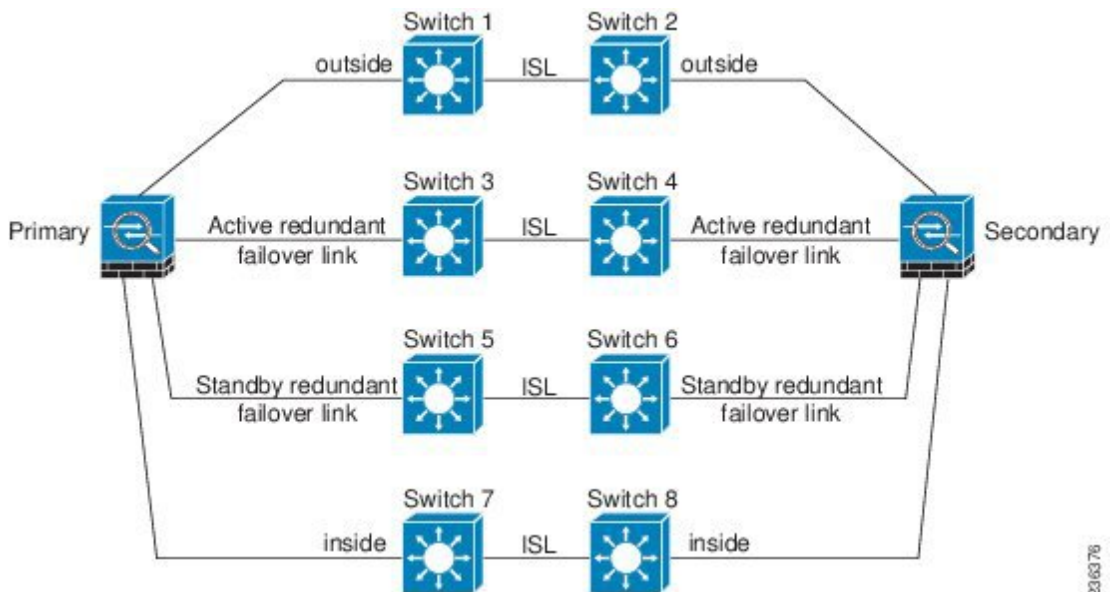 Switch 1
Switch 2
outside
ISL
outside
Switch 3
Switch 4
Primary
Active redundant
failover link
ISL
Active redundant
failover link
Secondary
Switch 5
Switch 6
Standby redundant
failover link
ISL
Standby redundant
failover link
Switch 7
Switch 8
inside
ISL
inside
236376